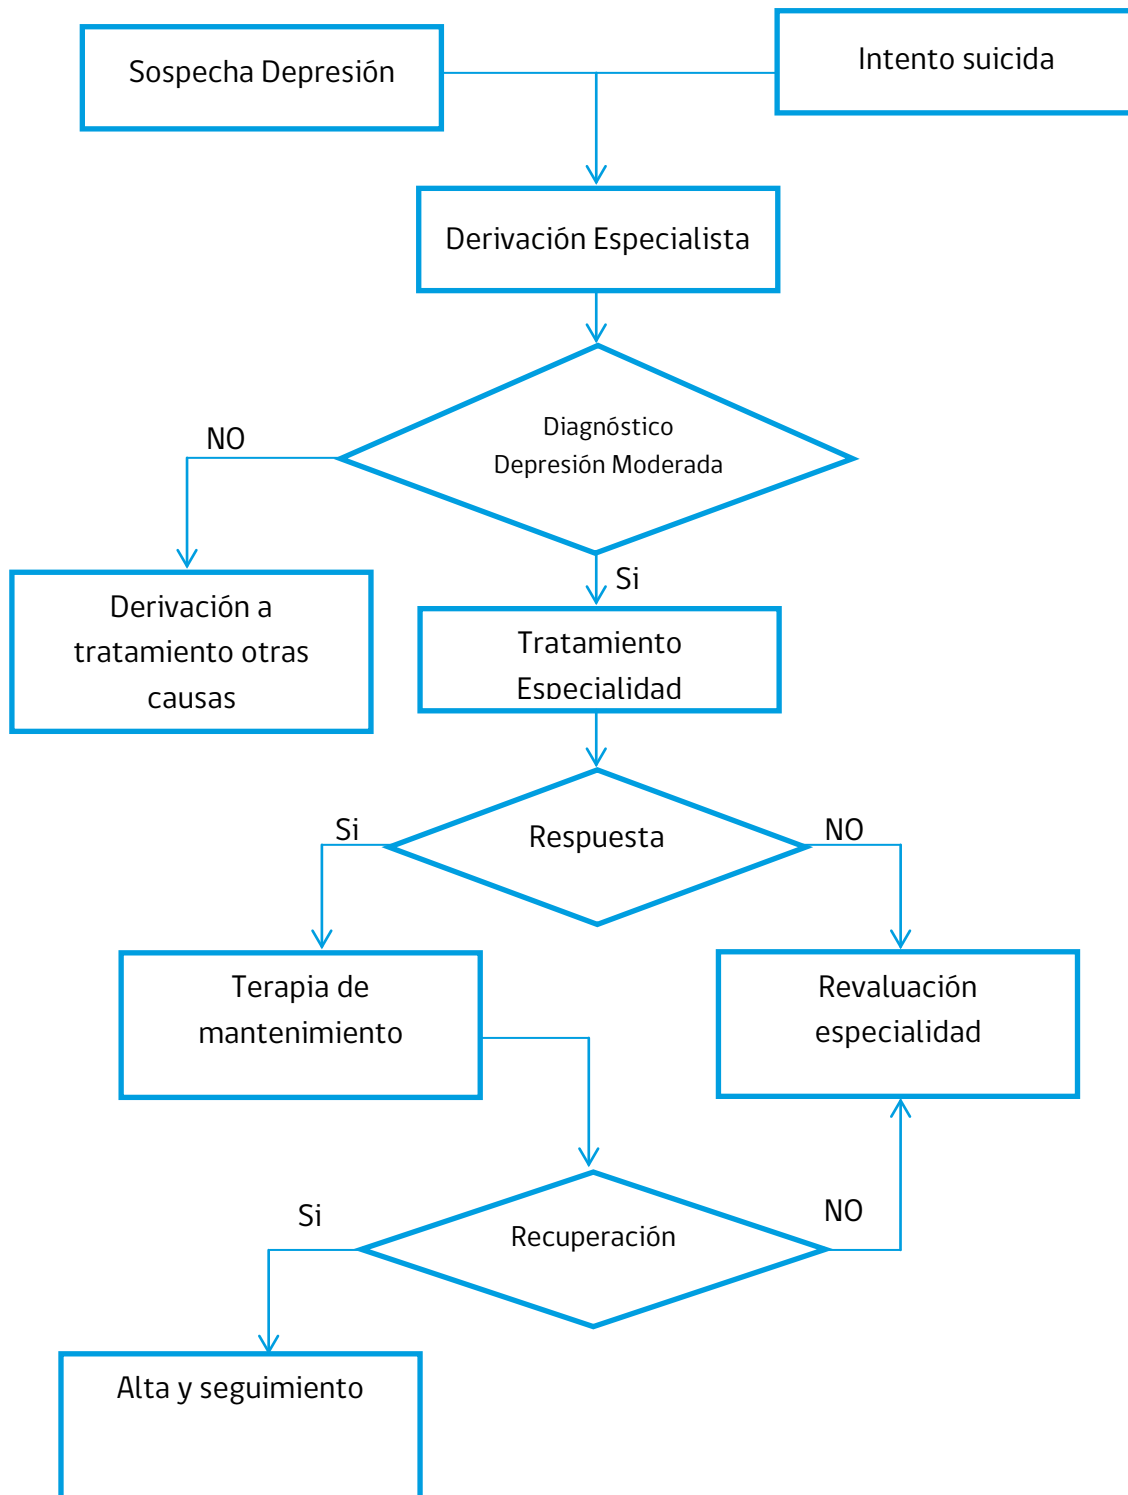 Sospecha Depresión
Intento suicida
Derivación Especialista
Diagnóstico
Depresión Moderada
NO
Si
Derivación a
tratamiento otras
causas
Tratamiento
Especialidad
Respuesta
Si
NO
Terapia de
mantenimiento
Revaluación
especialidad
Recuperación
Si
NO
Alta y seguimiento